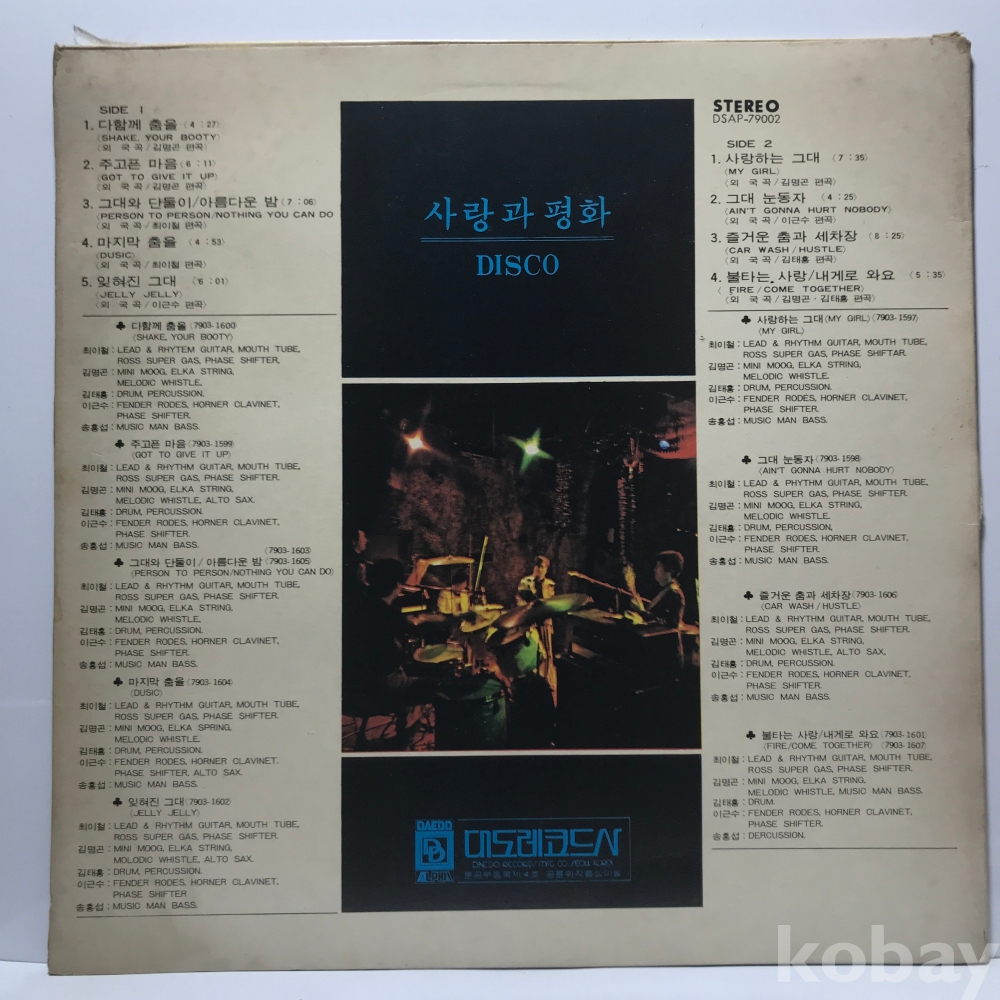 SIDE 1
1. 다함께 춤을 〈4 : 27〉
〈SHAKE, YOUR BOOTY〉
〈외 국 곡/김명곤 편곡〉
2. 주고픈 마음〈6 : 11〉
〈GOT TO GIVE IT UP〉
〈외 국 곡/김명곤 편곡〉
3. 그대와 단둘이/아름다운 밤〈7 : 06〉
〈PERSON TO PERSON/NOTHING YOU CAN DO
〈외 국 곡/최이철 편곡〉
4. 마지막 춤을 〈4 : 53〉
〈DUSIC〉
〈외 국 곡/최이철 편곡〉
5. 잊혀진 그대 〈6 : 01〉
〈JELLY JELLY〉
〈외 국 곡/이근수 편곡〉
♣ 다함께 춤을〈7903-1600〉
〈SHAKE, YOUR BOOTY〉
최이철 : LEAD & RHYTEM GUITAR, MOUTH TUBE,
ROSS SUPER GAS, PHASE SHIFTER,
김명곤 : MINI MOOG, ELKA STRING,
MELODIC WHISTLE,
김태흥 : DRUM, PERCUSSION.
이근수 : FENDER RODES, HORNER CLAVINET,
PHASE SHIFTER.
송홍섭 : MUSIC MAN BASS.
♣ 주고픈 마음〈7903-1599〉
〈GOT TO GIVE IT UP〉
최이철 : LEAD & RHYTHM GUITAR, MOUTH TUBE,
ROSS SUPER GAS, PHASE SHIFTER.
김명곤 : MINI MOOG, ELKA STRING,
MELODIC WHISTLE, ALTO SAX.
김태흥 : DRUM, PERCUSSION.
이근수 : FENDER RODES, HORNER CLAVINET,
PHASE SHIFTER.
송홍섭 : MUSIC MAN BASS.
〈7903-1603〉
♣ 그대와 단둘이/아름다운 밤〈7903-1605〉
〈PERSON TO PERSON/NOTHING YOU CAN DO〉
최이철 : LEAD & RHYTHM GUITAR, MOUTH TUBE,
ROSS SUPER GAS, PHASE SHIFTER.
김명곤 : MINI MOOG, ELKA STRING,
MELODIC WHISTLE,
김태흥 : DRUM, PERCUSSION.
이근수 : FENDER RODES, HORNER CLAVINET,
PHASE SHIFTER.
송홍섭 : MUSIC MAN BASS.
♣ 마지막 춤을〈7903-1604〉
〈DUSIC〉
최이철 : LEAD & RHYTHM GUITAR, MOUTH TUBE,
ROSS SUPER GAS, PHASE SHIFTER.
김명곤 : MINI MOOG, ELKA SPRING,
MELODIC WHISTLE.
김태흥 : DRUM, PERCUSSION.
이근수 : FENDER RODES, HORNER CLAVINET.
PHASE SHIFTER, ALTO SAX.
송홍섭 : MUSIC MAN BASS.
♣ 잊혀진 그대〈7903-1602〉
〈JELLY JELLY〉
최이철 : LEAD & RHYTHM GUITAR, MOUTH TUBE,
ROSS SUPER GAS, PHASE SHIFTER.
김명곤 : MINI MOOG, ELKA STRING,
MOLODIC WHISTLE, ALTO SAX.
김태흥 : DRUM, PERCUSSION.
이근수 : FENDER RODES, HORNER CLAVINET,
PHASE SHIFTER
송홍섭 : MUSIC MAN BASS.
사랑과 평화
DISCO
DAEDO
ALPHA
대도레코드사
DAEDO RECORDS MFG CO. SEOUL KOREA
STEREO
DSAP-79002
SIDE 2
1. 사랑하는 그대 〈7 : 35〉
〈MY GIRL〉
〈외 국 곡/김명곤 편곡〉
2. 그대 눈동자 〈4 : 25〉
〈AIN'T GONNA HURT NOBODY〉
〈외 국 곡/이근수 편곡〉
3. 즐거운 춤과 세차장 〈8 : 25〉
〈CAR WASH/HUSTLE〉
〈외 국 곡/김태흥 편곡〉
4. 불타는 사랑/내게로 와요 〈5 : 35〉
〈FIRE/COME TOGETHER〉
〈외 국 곡/김명곤·김태흥 편곡〉
♣ 사랑하는 그대〈MY GIRL〉〈7903-1597〉
〈MY GIRL〉
최이철 : LEAD & RHYTHM GUITAR, MOUTH TUBE,
ROSS SUPER GAS, PHASE SHIFTAR.
김명곤 : MINI MOOG, ELKA STRING,
MELODIC WHISTLE.
김태흥 : DRUM, PERCUSSION.
이근수 : FENDER RODES, HORNER CLAVINET,
PHASE SHIFTER.
송홍섭 : MUSIC MAN BASS.
♣ 그대 눈동자〈7903-1598〉
〈AIN'T GONNA HURT NOBODY〉
최이철 : LEAD & RHYTHM GUITAR, MOUTH TUBE,
ROSS SUPER GAS, PHASE SHIFTER.
김명곤 : MINI MOOG, ELKA STRING,
MELODIC WHISTLE.
김태흥 : DRUM, PERCUSSION,
이근수 : FENDER RODES, HORNER CLAVINET,
PHASE SHIFTER.
송홍섭 : MUSIC MAN BASS.
♣ 즐거운 춤과 세차장〈7903-1606〉
〈CAR WASH/HUSTLE〉
최이철 : LEAD & RHYTHM GUITAR, MOUTH TUBE,
ROSS SUPER GAS, PHASE SHIFTER.
김명곤 : MINI MOOG, ELKA STRING,
MELODIC WHISTLE, ALTO SAX.
김태흥 : DRUM, PERCUSSION.
이근수 : FENDER RODES, HORNER CLAVINET,
PHASE SHIFTER.
송홍섭 : MUSIC MAN BASS.
♣ 불타는 사랑/내게로 와요〈7903-1601〉
〈FIRE/COME TOGETHER〉 〈7903-1607〉
최이철 : LEAD & RHYTHM GUITAR, MOUTH TUBE,
ROSS SUPER GAS, PHASE SHIFTER.
김명곤 : MINI MOOG, ELKA STRING,
MELODIC WHISTLE, MUSIC MAN BASS.
김태흥 : DRUM.
이근수 : FENDER RODES, HORNER CLAVINET,
PHASE SHIFTER.
송홍섭 : DERCUSSION.
kobay